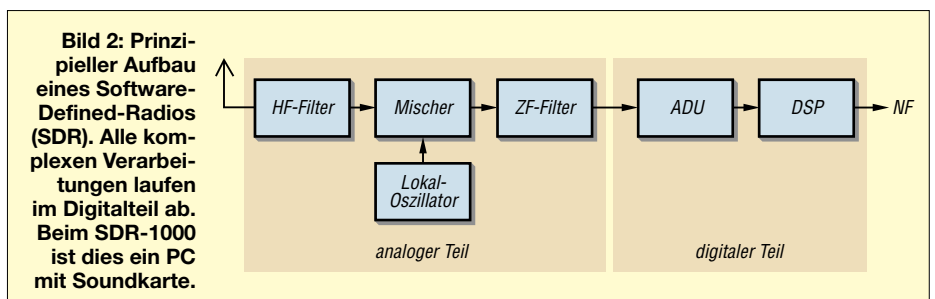 Bild 2: Prinzi-
pieller Aufbau
eines Software-
Defined-Radios
(SDR). Alle kom-
plexen Verarbei-
tungen laufen
im Digitalteil ab.
Beim SDR-1000
ist dies ein PC
mit Soundkarte.
HF-Filter
Mischer
ZF-Filter
ADU
DSP
NF
Lokal-
Oszillator
analoger Teil
digitaler Teil